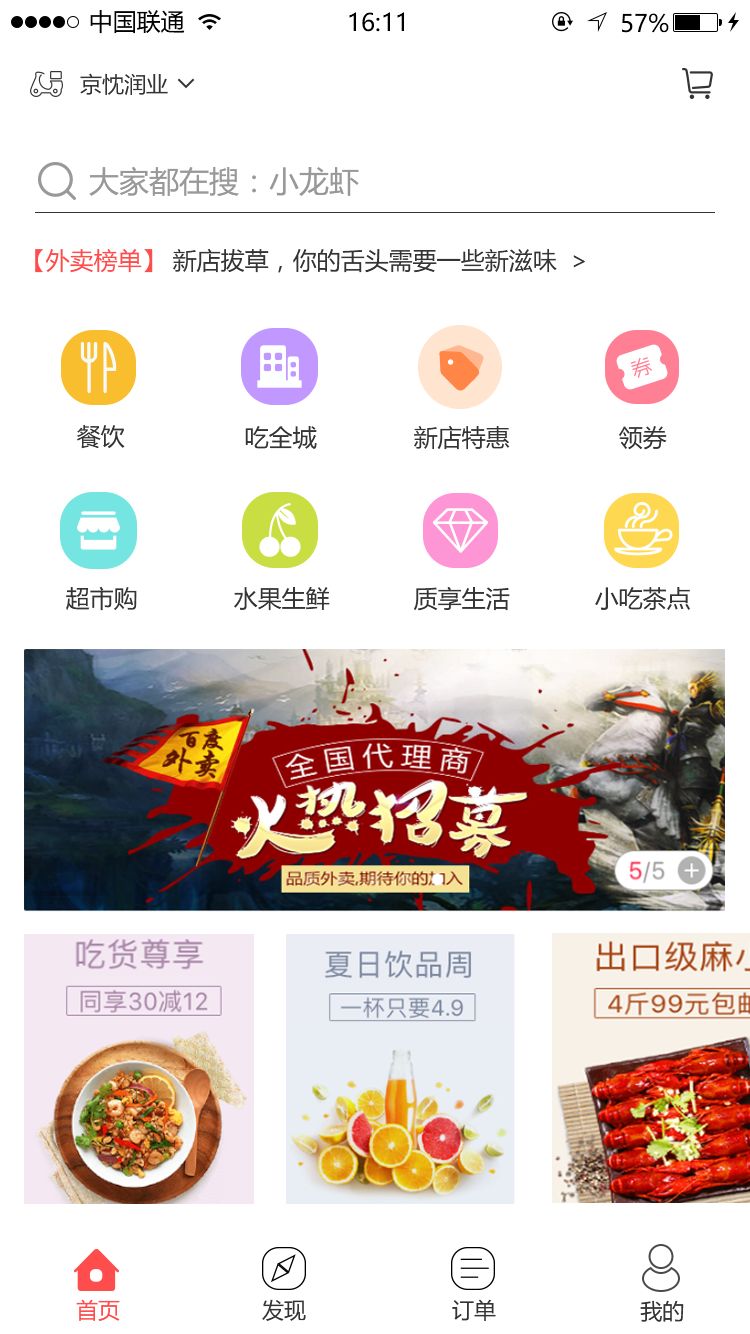 中国联通
16:11
57%
京忱润业
大家都在搜：小龙虾
【外卖榜单】 新店拔草，你的舌头需要一些新滋味 >
餐饮
吃全城
新店特惠
券
领券
超市购
水果生鲜
质享生活
小吃茶点
百度
外卖
全国代理商
火热招募
品质外卖,期待你的加入
5/5
吃货尊享
同享30减12
夏日饮品周
一杯只要4.9
出口级麻小
4斤99元包邮
首页
发现
订单
我的